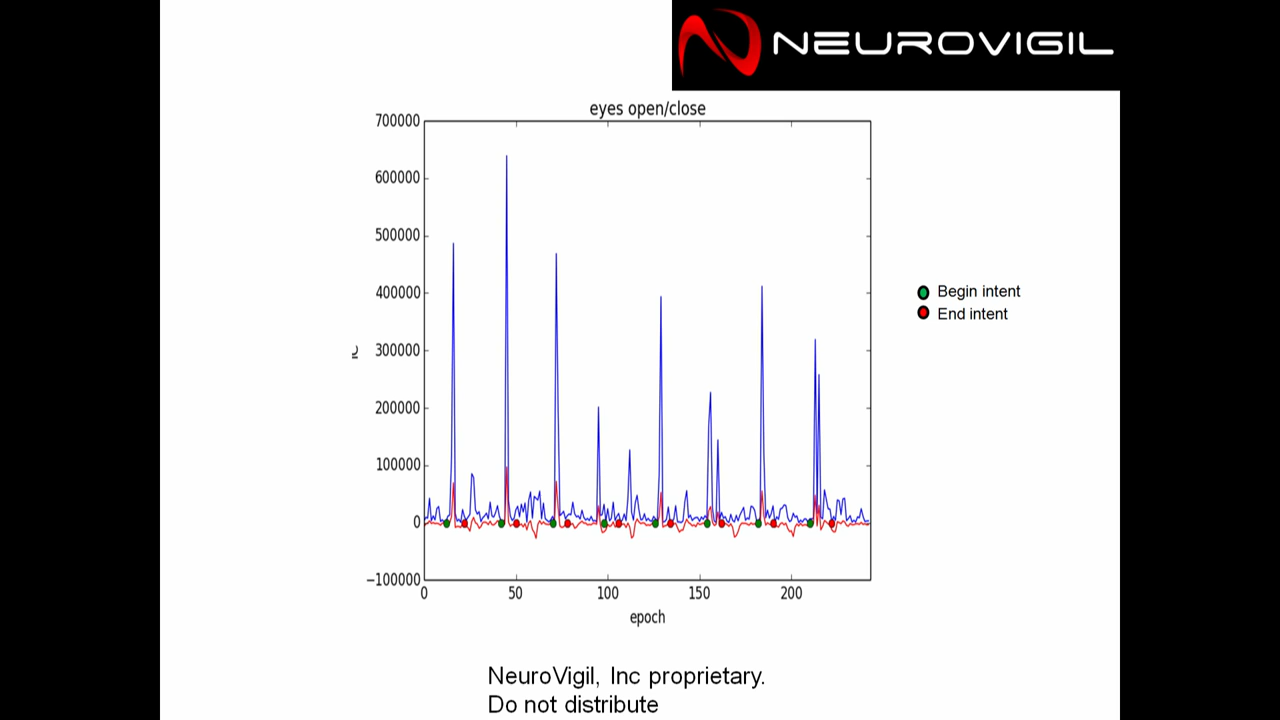 NEUROVIGIL
eyes open/close
700000
600000
500000
400000
300000
200000
100000
0
−100000
0 50 100 150 200
epoch
Begin intent
End intent
NeuroVigil, Inc proprietary.
Do not distribute